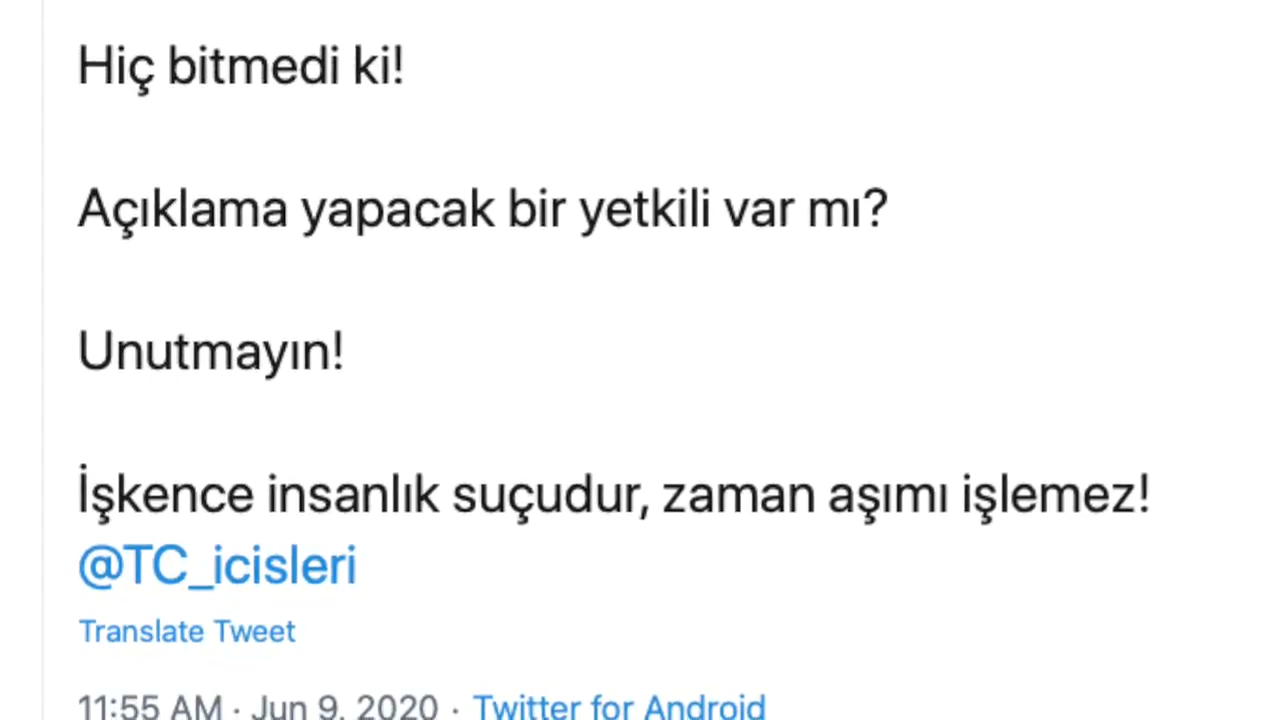 Hiç bitmedi ki!
Açıklama yapacak bir yetkili var mı?
Unutmayın!
İşkence insanlık suçudur, zaman aşımı işlemez!
@TC_icisleri
Translate Tweet
11:55 AM · Jun 9, 2020 · Twitter for Android